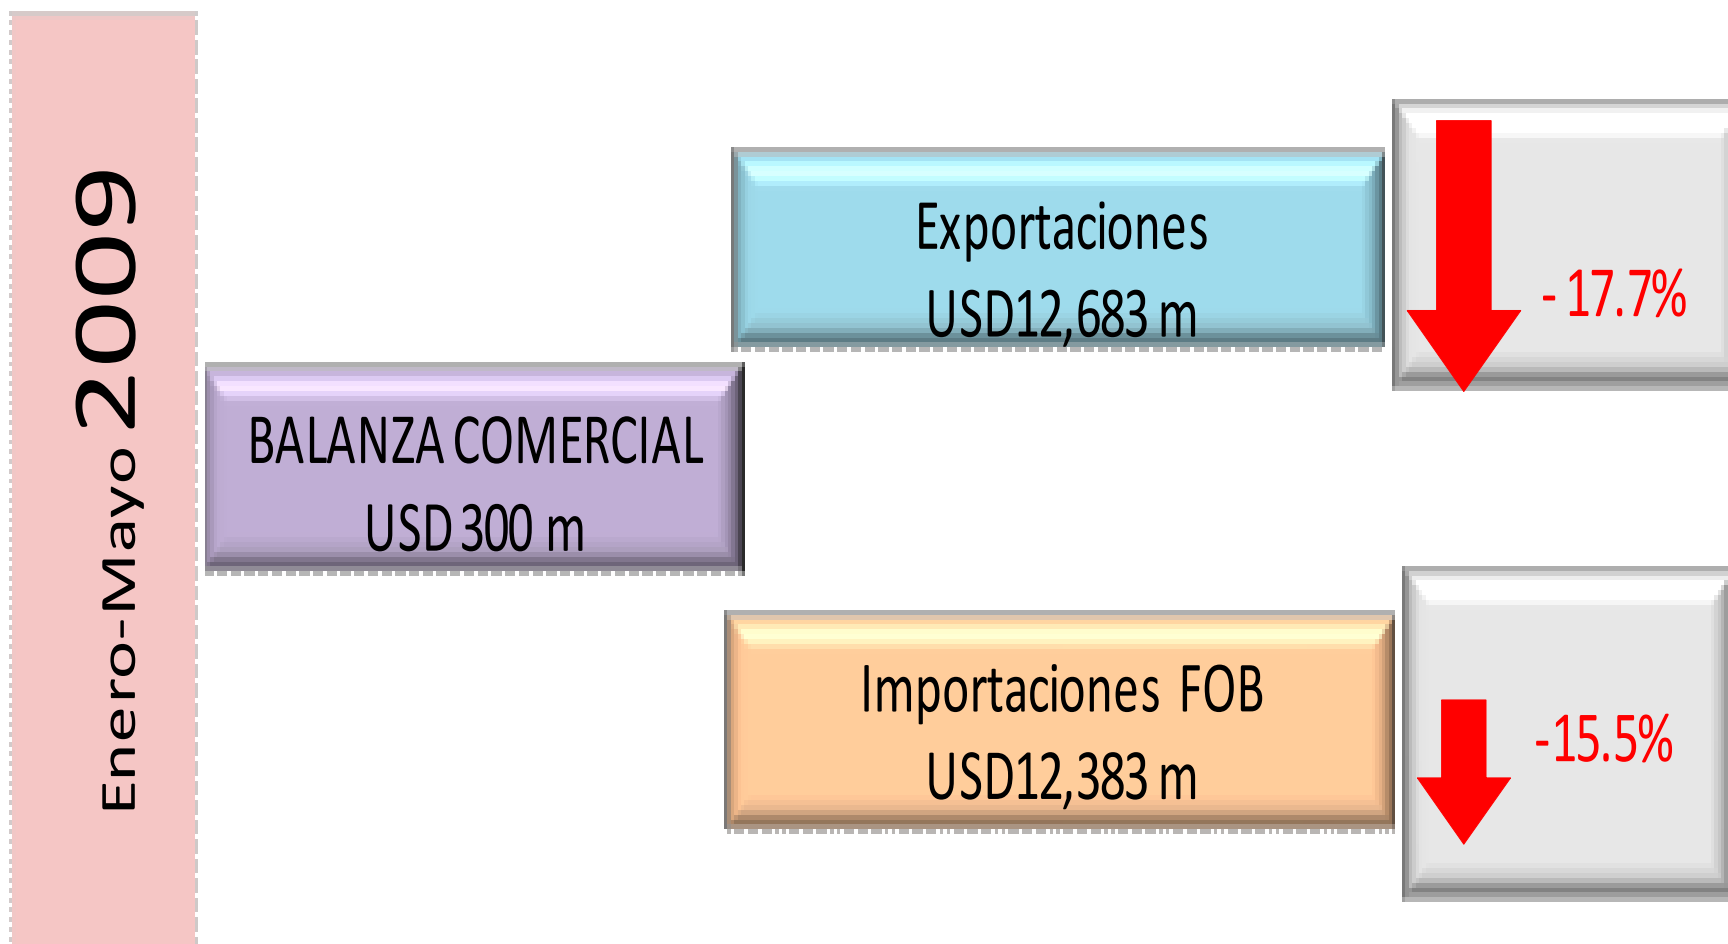 Enero-Mayo 2009
BALANZA COMERCIAL
USD 300 m
Exportaciones
USD12,683 m
- 17.7%
Importaciones FOB
USD12,383 m
-15.5%